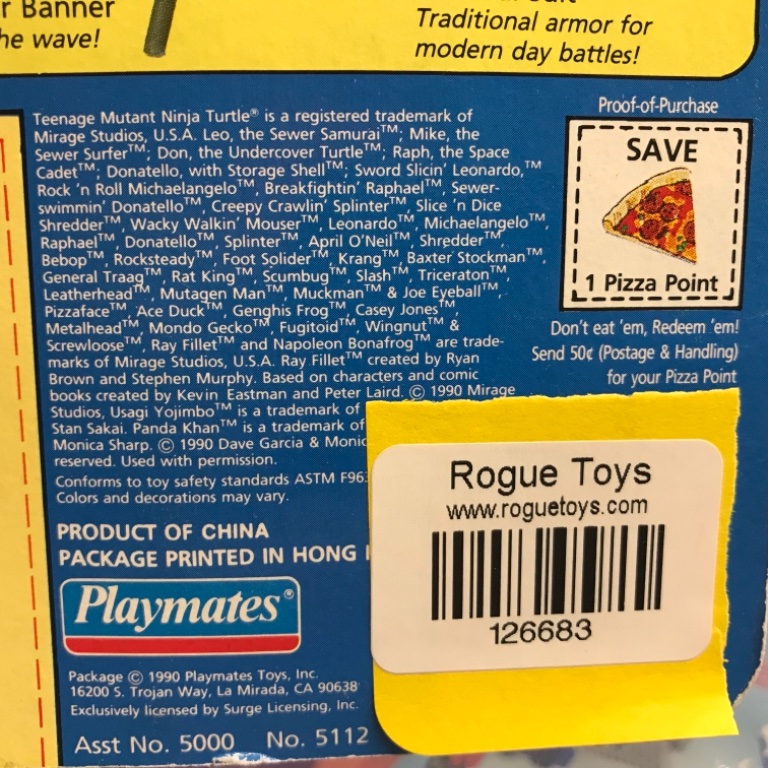 r Banner
he wave!
Traditional armor for
modern day battles!
Teenage Mutant Ninja Turtle® is a registered trademark of
Mirage Studios, U.S.A. Leo, the Sewer Samurai™; Mike, the
Sewer Surfer™; Don, the Undercover Turtle™; Raph, the Space
Cadet™; Donatello, with Storage Shell™; Sword Slicin' Leonardo,™
Rock 'n Roll Michaelangelo™, Breakfightin' Raphael™, Sewer-
swimmin' Donatello™, Creepy Crawlin' Splinter™, Slice 'n Dice
Shredder™, Wacky Walkin' Mouser™, Leonardo™, Michaelangelo™,
Raphael™, Donatello™, Splinter™, April O'Neil™, Shredder™,
Bebop™, Rocksteady™, Foot Solider™, Krang™, Baxter Stockman™,
General Traag™, Rat King™, Scumbug™, Slash™, Triceraton™,
Leatherhead™, Mutagen Man™, Muckman™ & Joe Eyeball™,
Pizzaface™ Ace Duck™, Genghis Frog™, Casey Jones™,
Metalhead™, Mondo Gecko™, Fugitoid™, Wingnut™ &
Screwloose™, Ray Fillet™ and Napoleon Bonafrog™ are trade-
marks of Mirage Studios, U.S.A. Ray Fillet™ created by Ryan
Brown and Stephen Murphy. Based on characters and comic
books created by Kevin Eastman and Peter Laird. © 1990 Mirage
Studios, Usagi Yojimbo™ is a trademark of
Stan Sakai. Panda Khan™ is a trademark of
Monica Sharp. © 1990 Dave Garcia & Monic
reserved. Used with permission.
Conforms to toy safety standards ASTM F963
Colors and decorations may vary.
PRODUCT OF CHINA
PACKAGE PRINTED IN HONG
Playmates®
Package © 1990 Playmates Toys, Inc.
16200 S. Trojan Way, La Mirada, CA 90638
Exclusively licensed by Surge Licensing, Inc.
Asst No. 5000 No. 5112
Proof-of-Purchase
SAVE
1 Pizza Point
Don't eat 'em, Redeem 'em!
Send 50¢ (Postage & Handling)
for your Pizza Point
Rogue Toys
www.roguetoys.com
126683